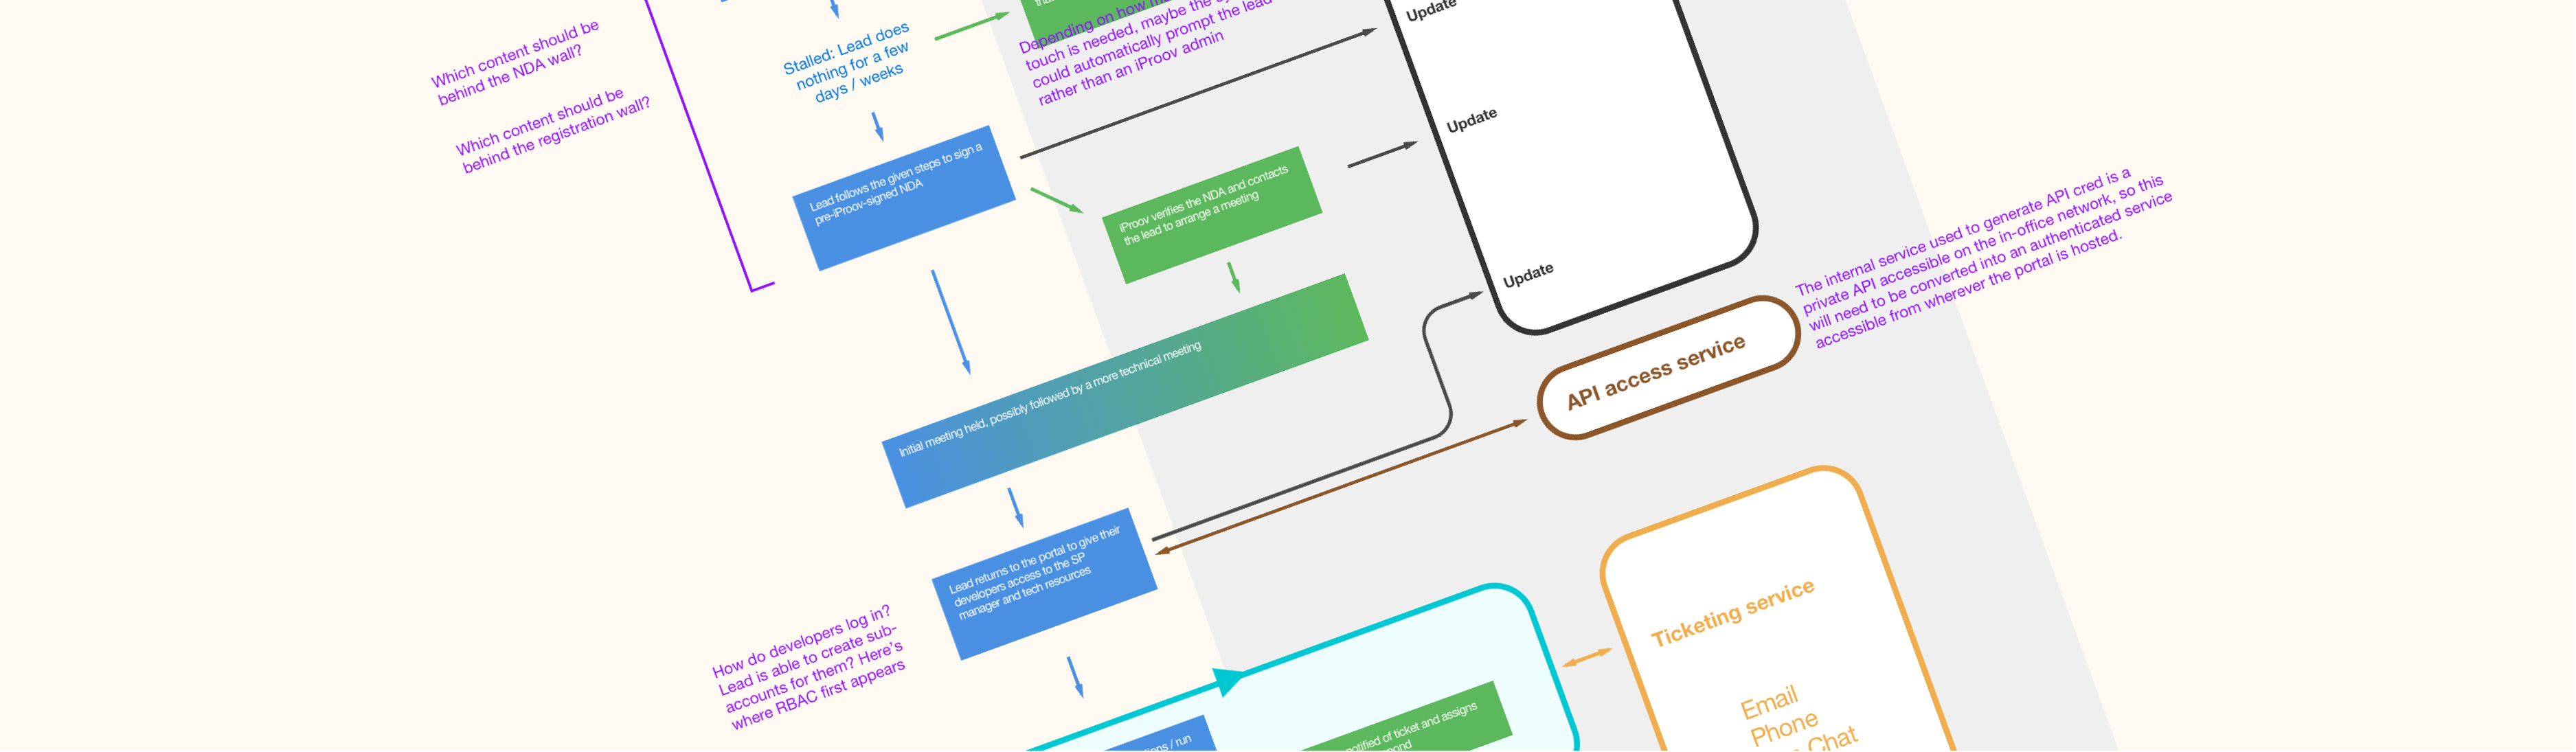 Which content should be
behind the NDA wall?
Which content should be
behind the registration wall?
Stalled: Lead does
nothing for a few
days / weeks
Depending on how
touch is needed, maybe the
could automatically prompt the lead
rather than an iProov admin
Update
Update
Update
Lead follows the given steps to sign a
pre-iProov-signed NDA
iProov verifies the NDA and contacts
the lead to arrange a meeting
Initial meeting held, possibly followed by a more technical meeting
The internal service used to generate API cred is a
private API accessible on the in-office network, so this
will need to be converted into an authenticated service
accessible from wherever the portal is hosted.
API access service
Lead returns to the portal to give their
developers access to the SP
manager and tech resources
How do developers log in?
Lead is able to create sub-
accounts for them? Here's
where RBAC first appears
Ticketing service
Email
Phone
Chat
/ run
notified of ticket and assigns